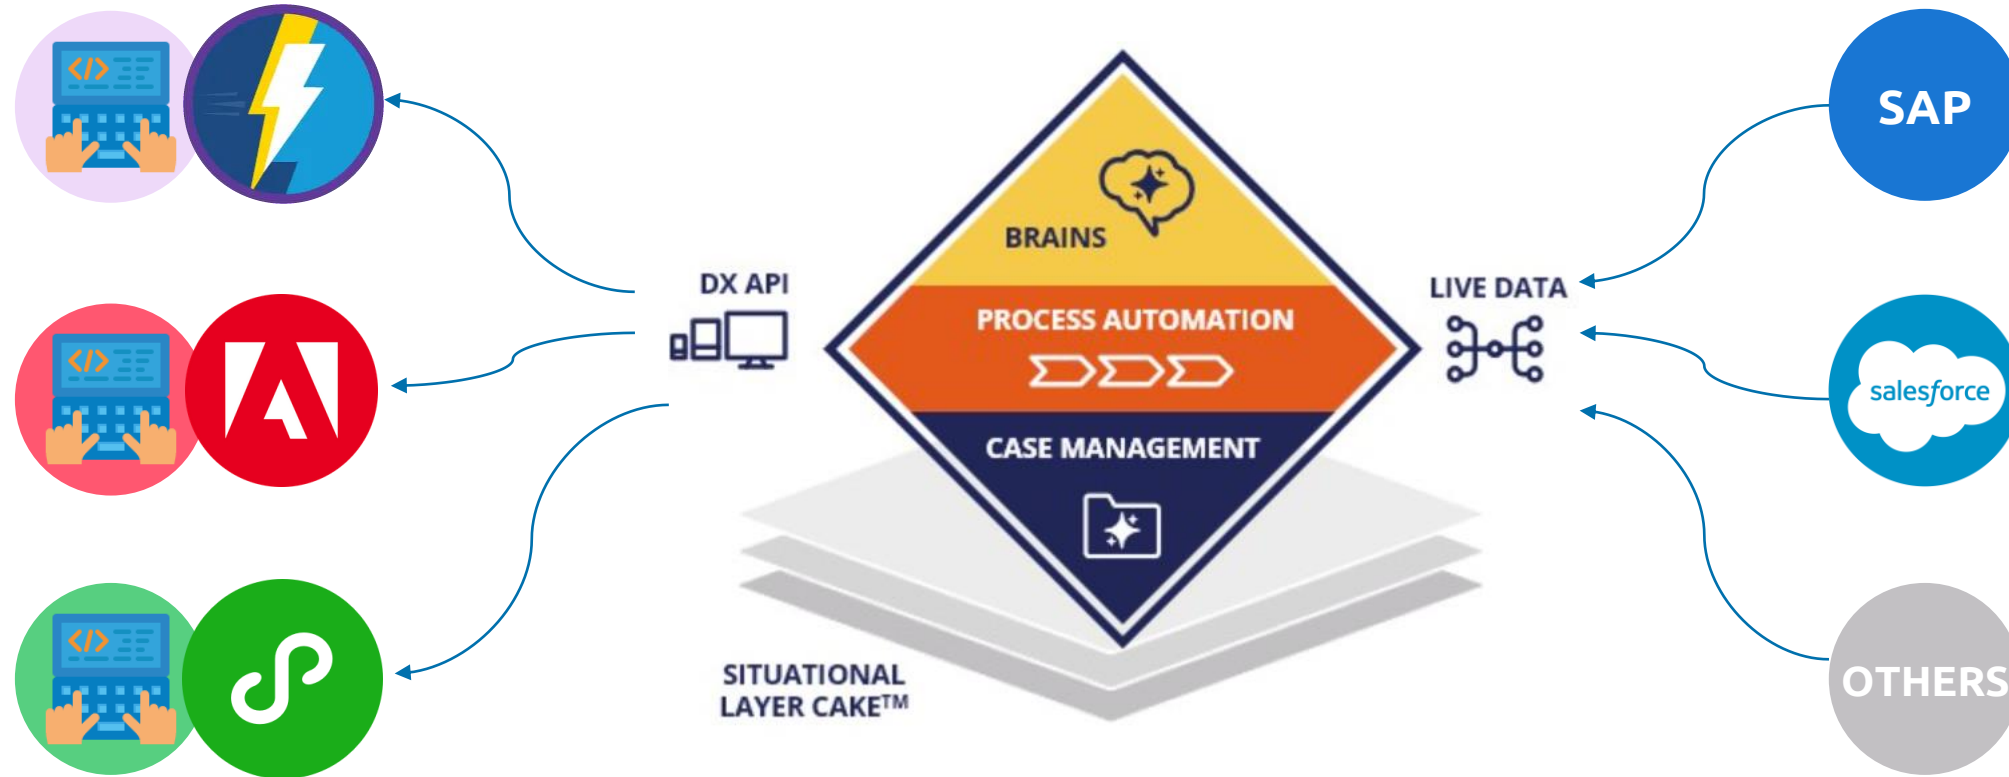 </>
</>
</>
DX API
BRAINS
PROCESS AUTOMATION
CASE MANAGEMENT
SITUATIONAL
LAYER CAKE™
LIVE DATA
SAP
salesforce
OTHERS